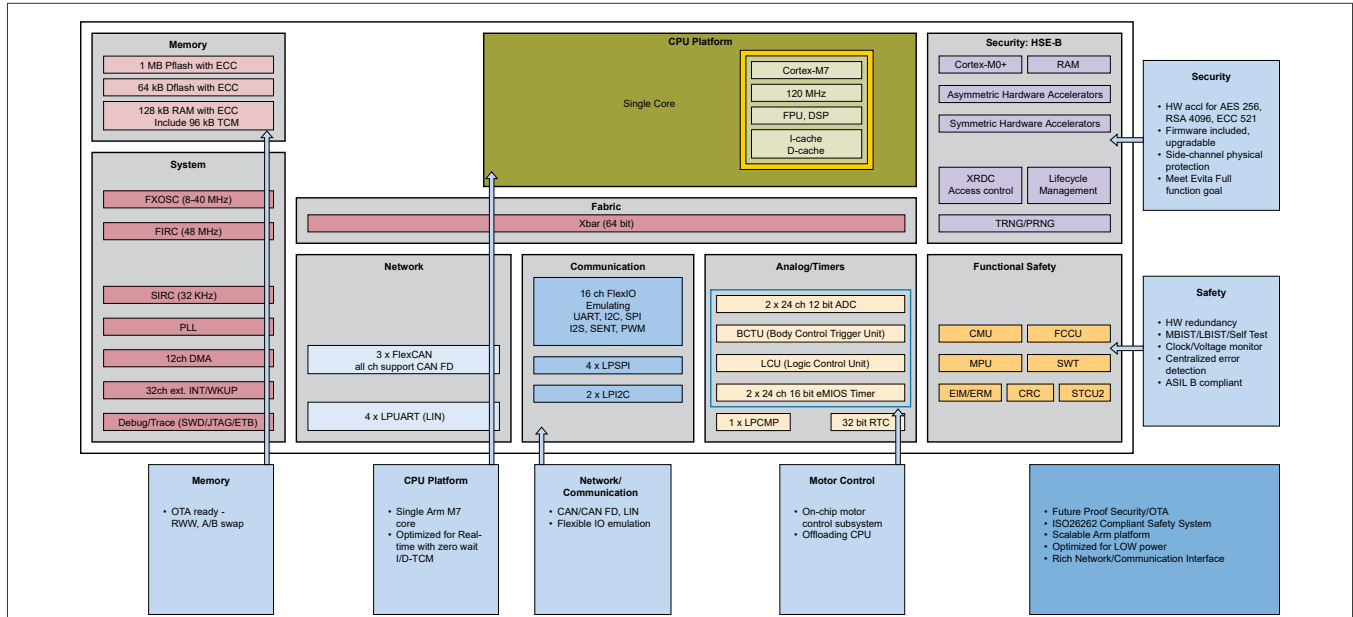 Memory
1 MB Pflash with ECC
64 kB Dflash with ECC
128 kB RAM with ECC
Include 96 kB TCM
System
FXOSC (8-40 MHz)
FIRC (48 MHz)
SIRC (32 KHz)
PLL
12ch DMA
32ch ext. INT/WKUP
Debug/Trace (SWD/JTAG/ETB)
CPU Platform
Single Core
Cortex-M7
120 MHz
FPU, DSP
I-cache
D-cache
Fabric
Xbar (64 bit)
Network
3 x FlexCAN
all ch support CAN FD
4 x LPUART (LIN)
Communication
16 ch FlexIO
Emulating
UART, I2C, SPI
I2S, SENT, PWM
4 x LPSPI
2 x LPI2C
Analog/Timers
2 x 24 ch 12 bit ADC
BCTU (Body Control Trigger Unit)
LCU (Logic Control Unit)
2 x 24 ch 16 bit eMIOS Timer
1 x LPCMP
32 bit RTC
Security: HSE-B
Cortex-M0+
RAM
Asymmetric Hardware Accelerators
Symmetric Hardware Accelerators
XRDC
Access control
Lifecycle
Management
TRNG/PRNG
Functional Safety
CMU
FCCU
MPU
SWT
EIM/ERM
CRC
STCU2
Security
• HW accl for AES 256,
RSA 4096, ECC 521
• Firmware included,
upgradable
• Side-channel physical
protection
• Meet Evita Full
function goal
Safety
• HW redundancy
• MBIST/LBIST/Self Test
• Clock/Voltage monitor
• Centralized error
detection
• ASIL B compliant
Memory
• OTA ready -
RWW, A/B swap
CPU Platform
• Single Arm M7
core
• Optimized for Real-
time with zero wait
I/D-TCM
Network/
Communication
• CAN/CAN FD, LIN
• Flexible IO emulation
Motor Control
• On-chip motor
control subsystem
• Offloading CPU
• Future Proof Security/OTA
• ISO26262 Compliant Safety System
• Scalable Arm platform
• Optimized for LOW power
• Rich Network/Communication Interface